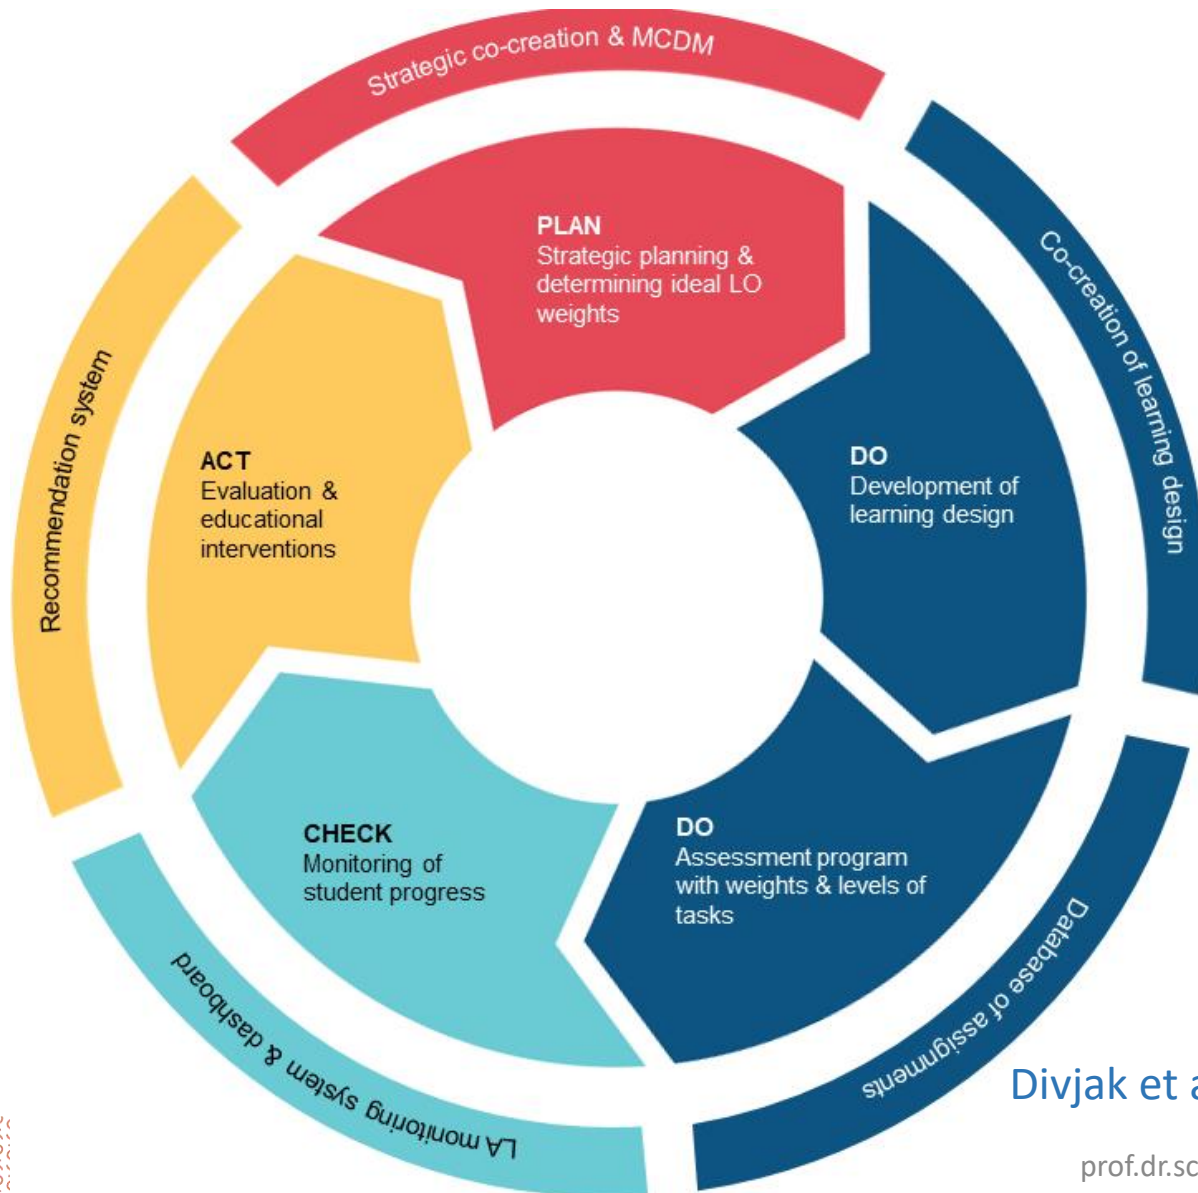 Strategic co-creation & MCDM
PLAN
Strategic planning &
determining ideal LO
weights
Co-creation of learning design
DO
Development of
learning design
Recommendation system
ACT
Evaluation &
educational
interventions
DO
Assessment program
with weights & levels of
tasks
CHECK
Monitoring of
student progress
Database of assignments
LA monitoring system & dashboard
Divjak et a
prof.dr.sc